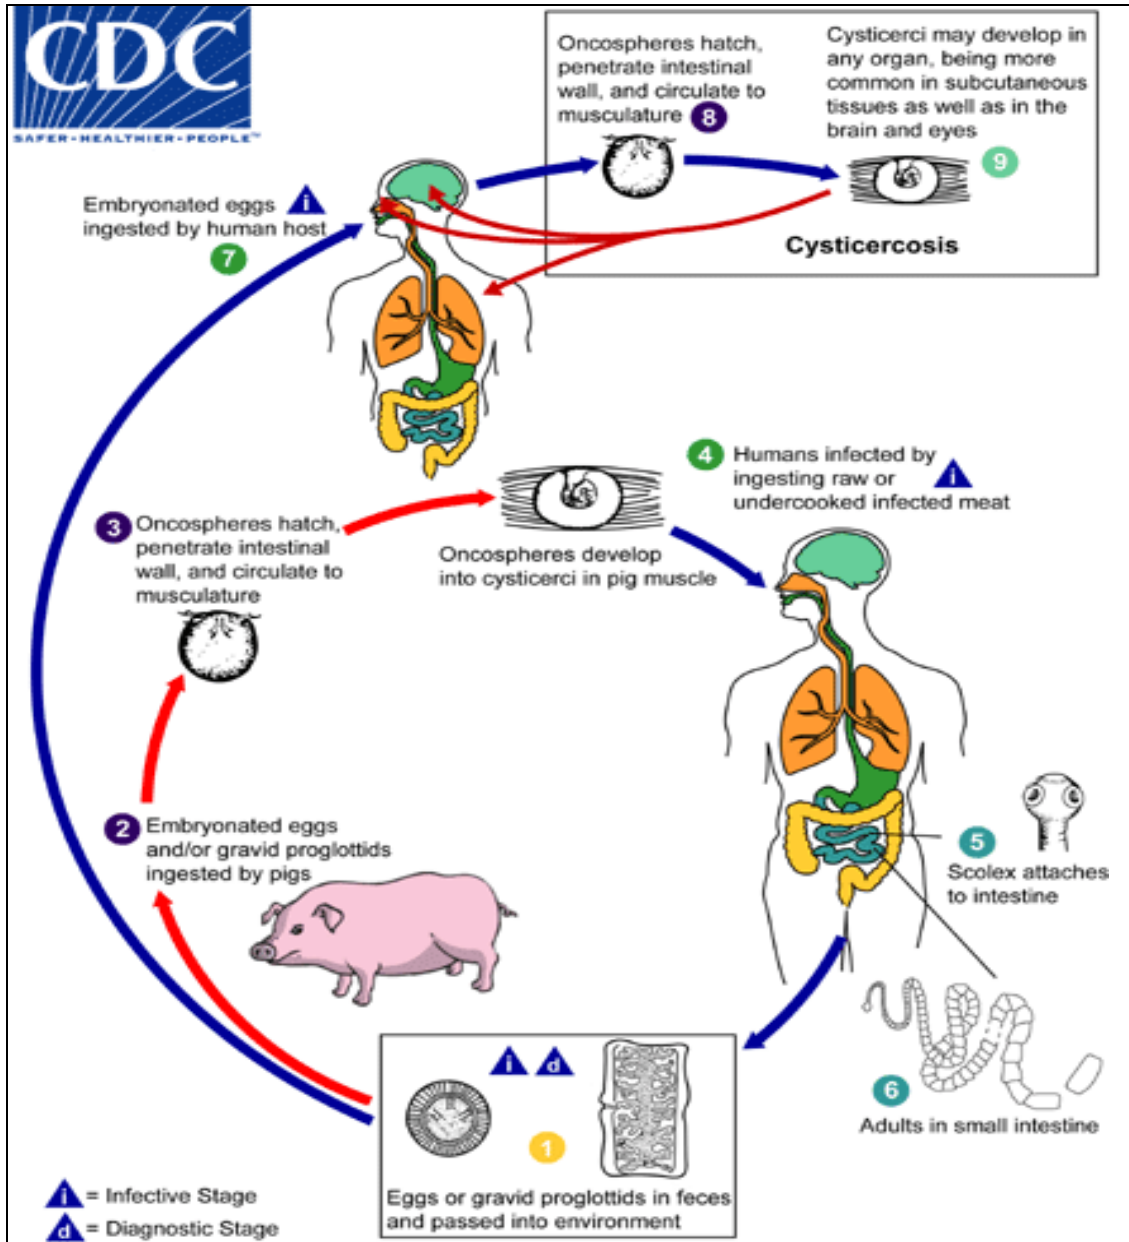 CDC
SAFER•HEALTHIER•PEOPLE™
Oncospheres hatch,
penetrate intestinal
wall, and circulate to
musculature 8
Cysticerci may develop in
any organ, being more
common in subcutaneous
tissues as well as in the
brain and eyes
9
Cysticercosis
Embryonated eggs i
ingested by human host
7
3 Oncospheres hatch,
penetrate intestinal
wall, and circulate to
musculature
Oncospheres develop
into cysticerci in pig muscle
4 Humans infected by
ingesting raw or i
undercooked infected meat
2 Embryonated eggs
and/or gravid proglottids
ingested by pigs
5
Scolex attaches
to intestine
6
Adults in small intestine
i d
1
Eggs or gravid proglottids in feces
and passed into environment
i = Infective Stage
d = Diagnostic Stage